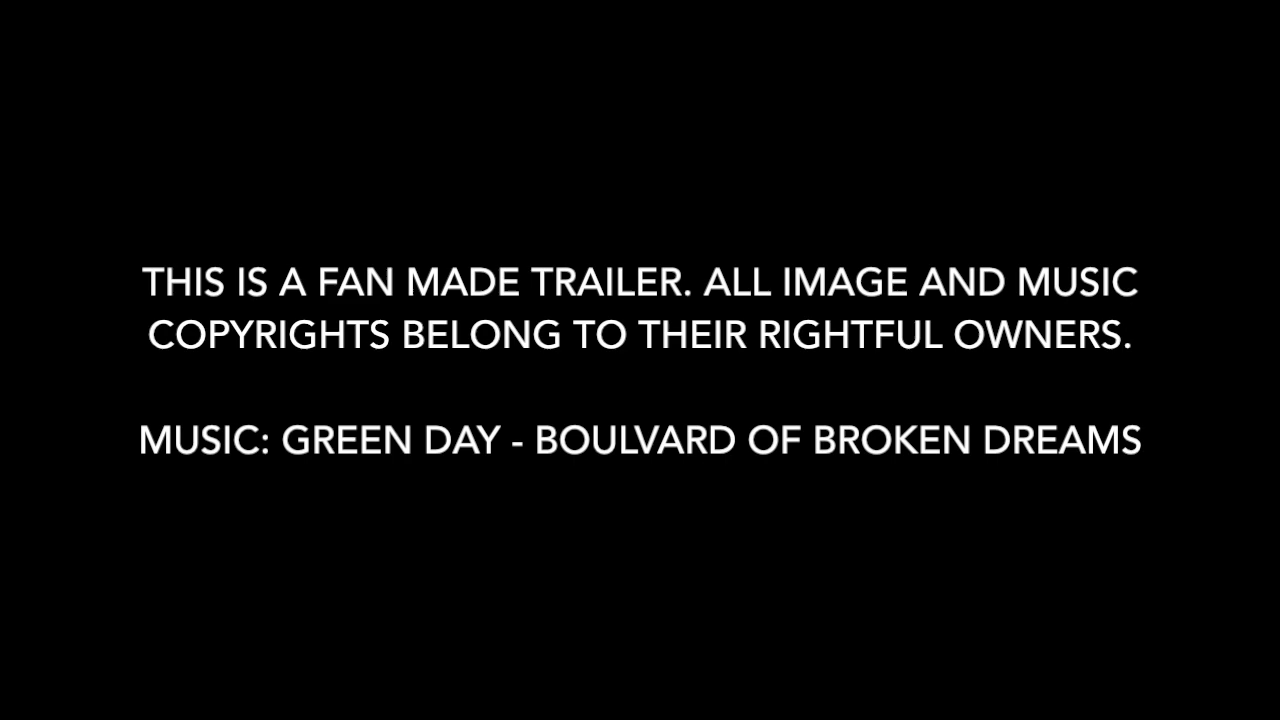 THIS IS A FAN MADE TRAILER. ALL IMAGE AND MUSIC
COPYRIGHTS BELONG TO THEIR RIGHTFUL OWNERS.
MUSIC: GREEN DAY - BOULVARD OF BROKEN DREAMS